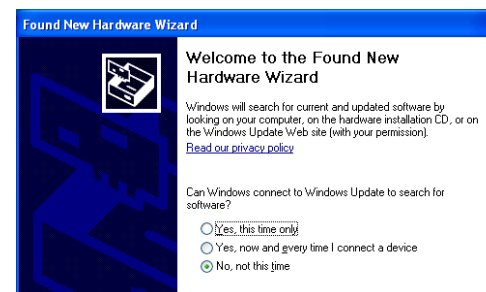 Found New Hardware Wizard
Welcome to the Found New
Hardware Wizard
Windows will search for current and updated software by
looking on your computer, on the hardware installation CD, or on
the Windows Update Web site (with your permission).
Read our privacy policy
Can Windows connect to Windows Update to search for
software?
Yes, this time only
Yes, now and every time I connect a device
No, not this time